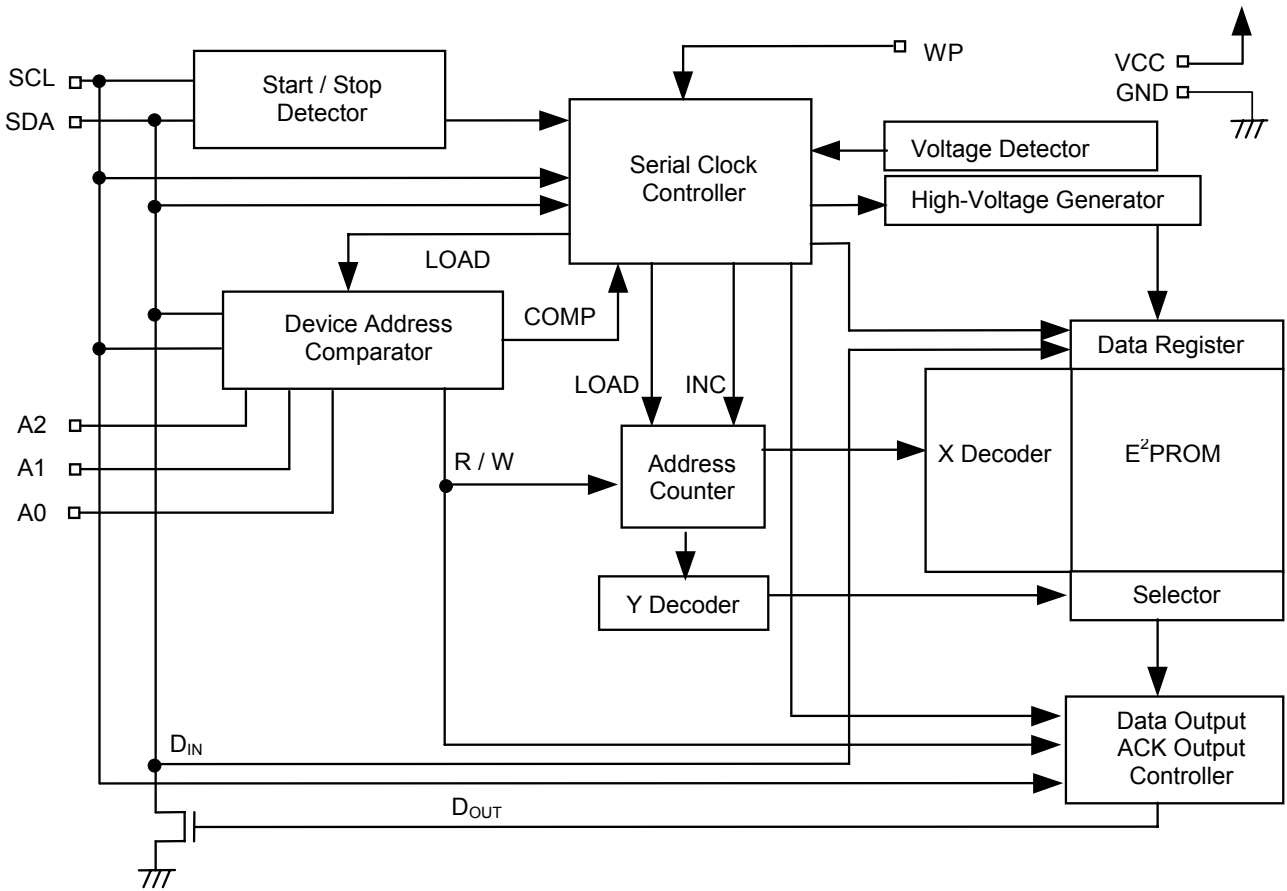 SCL
SDA
Start / Stop
Detector
WP
VCC
GND
Serial Clock
Controller
Voltage Detector
High-Voltage Generator
LOAD
Device Address
Comparator
COMP
LOAD
INC
Data Register
A2
A1
A0
R / W
Address
Counter
X Decoder
E²PROM
Y Decoder
Selector
Data Output
ACK Output
Controller
DIN
DOUT